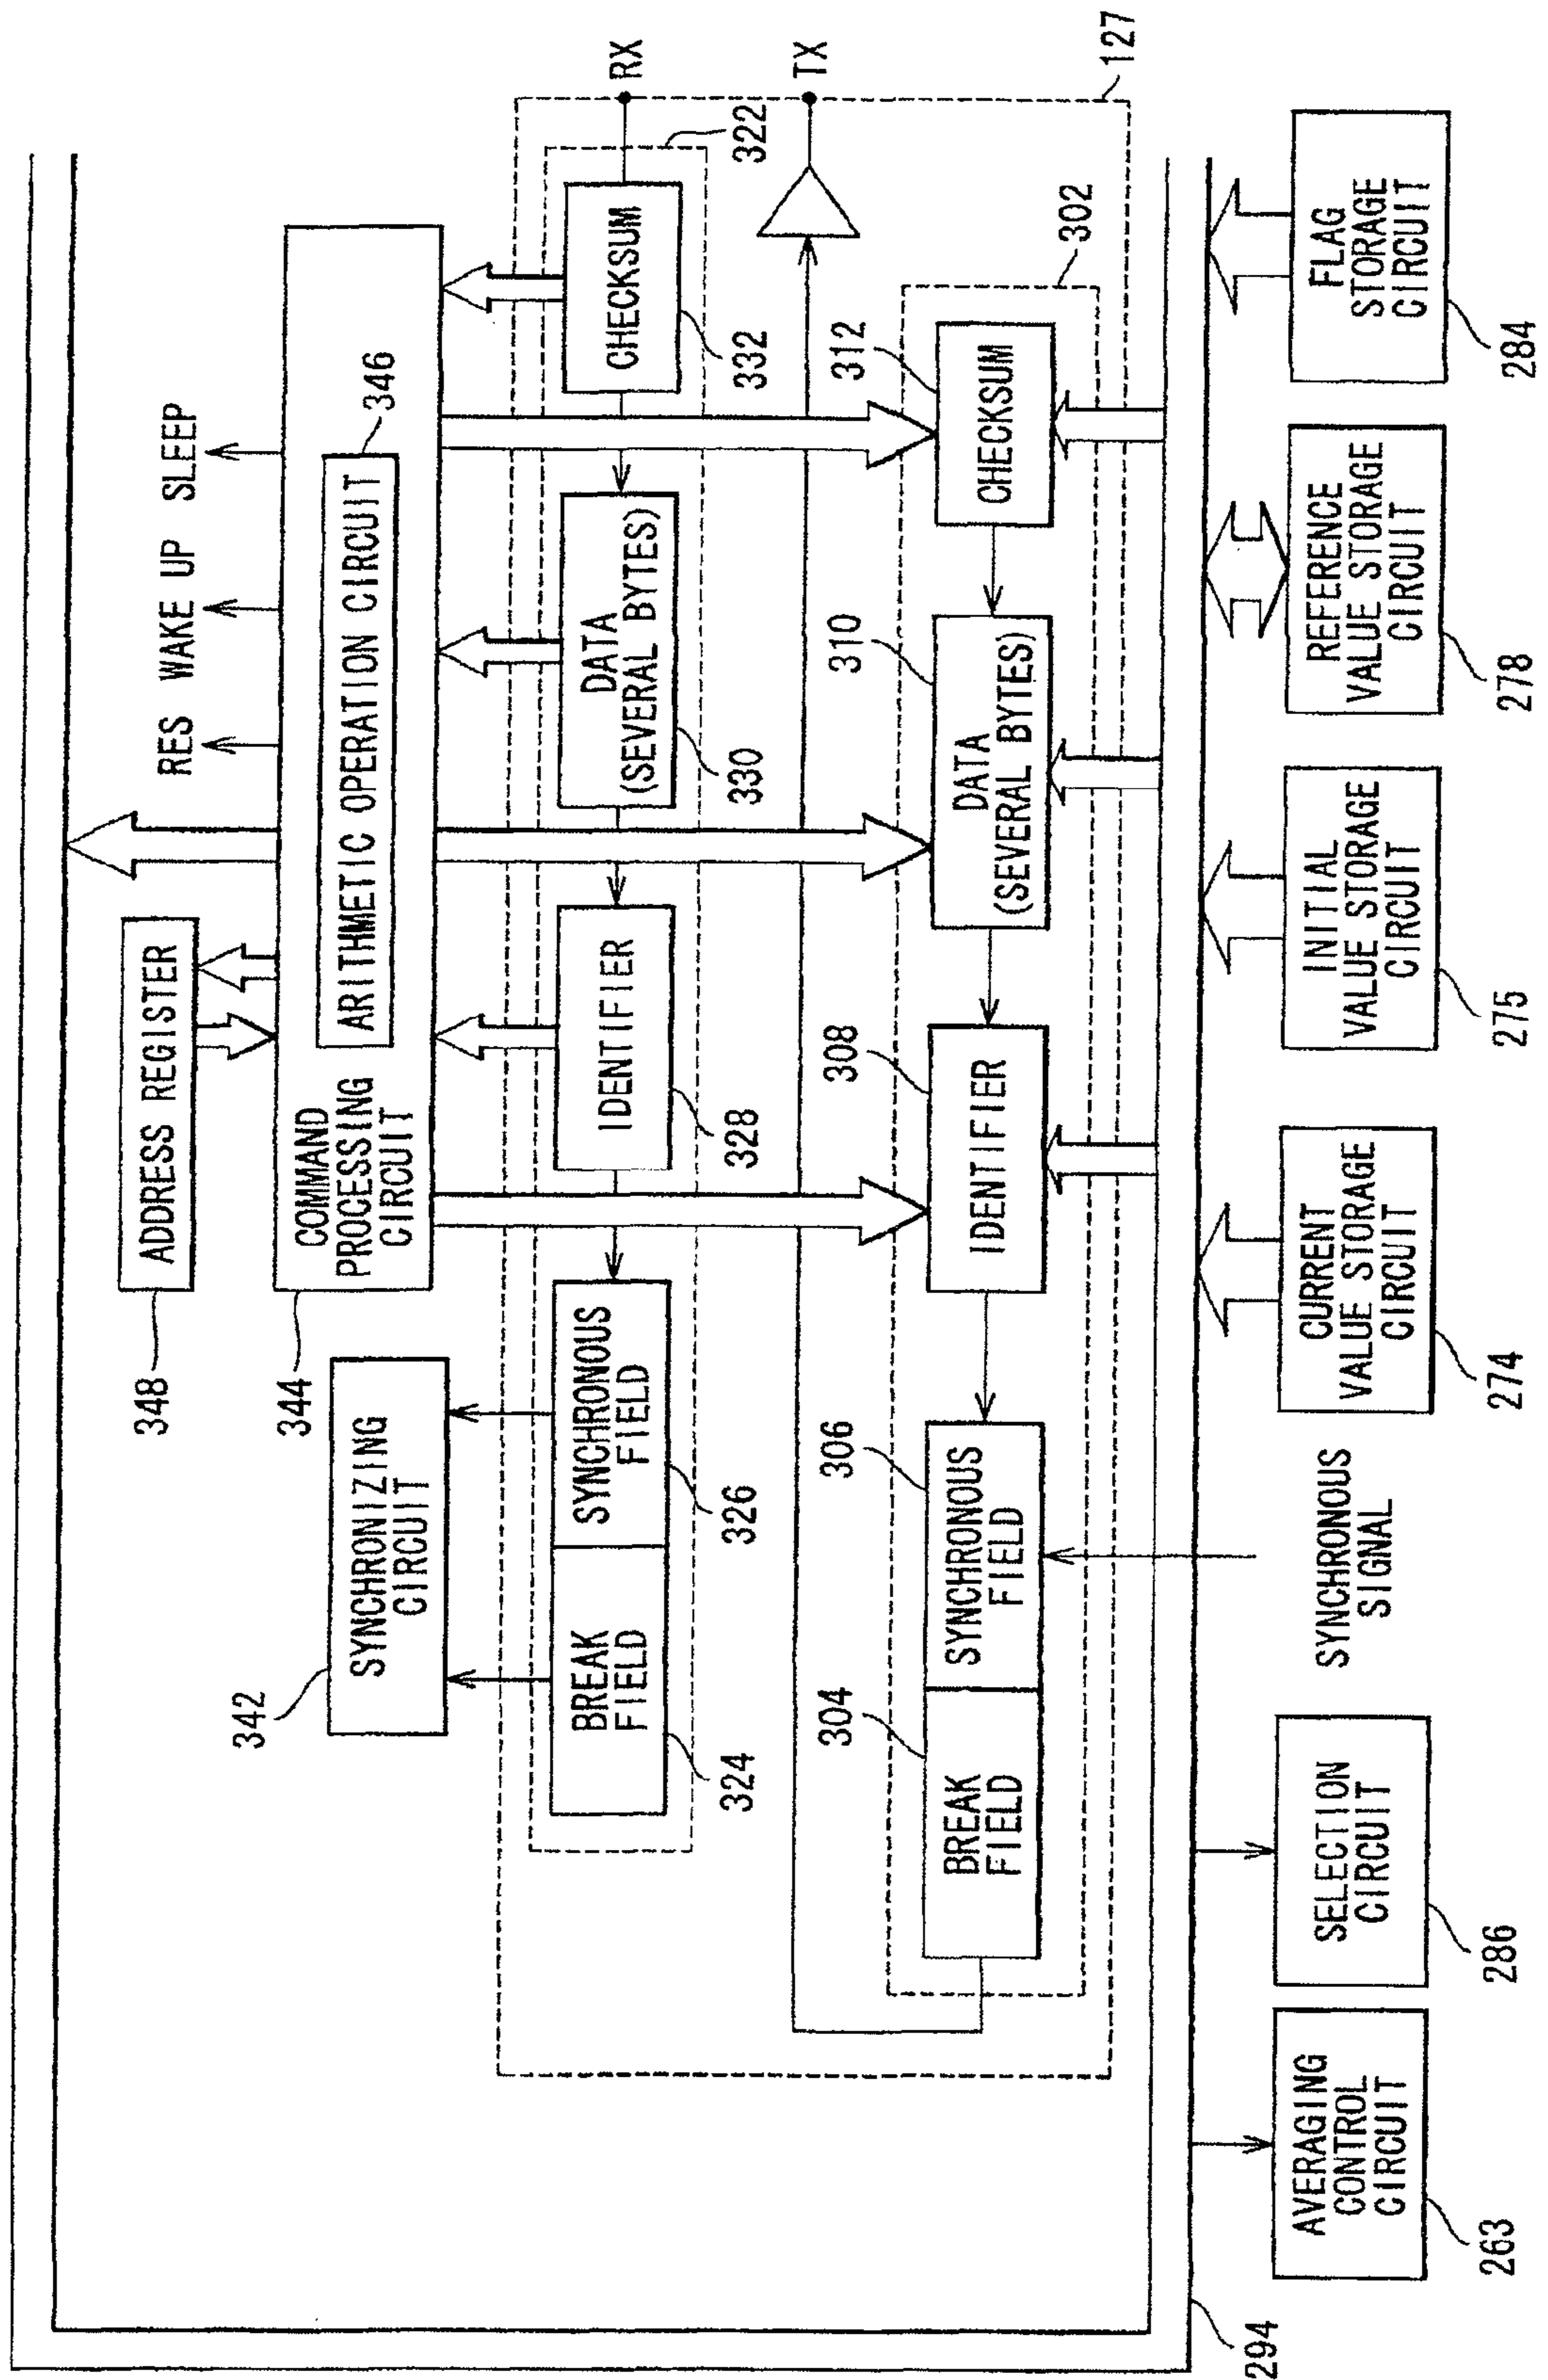 348
ADDRESS REGISTER
RES
WAKE UP
SLEEP
344
COMMAND
PROCESSING
CIRCUIT
ARITHMETIC OPERATION CIRCUIT
346
342
SYNCHRONIZING
CIRCUIT
BREAK
FIELD
324
SYNCHRONOUS
FIELD
326
IDENTIFIER
328
DATA
(SEVERAL BYTES)
330
CHECKSUM
332
322
RX
TX
304
BREAK
FIELD
306
SYNCHRONOUS
FIELD
308
IDENTIFIER
310
DATA
(SEVERAL BYTES)
312
CHECKSUM
302
127
294
AVERAGING
CONTROL
CIRCUIT
263
SELECTION
CIRCUIT
286
SYNCHRONOUS
SIGNAL
CURRENT
VALUE STORAGE
CIRCUIT
274
INITIAL
VALUE STORAGE
CIRCUIT
275
REFERENCE
VALUE STORAGE
CIRCUIT
278
FLAG
STORAGE
CIRCUIT
284